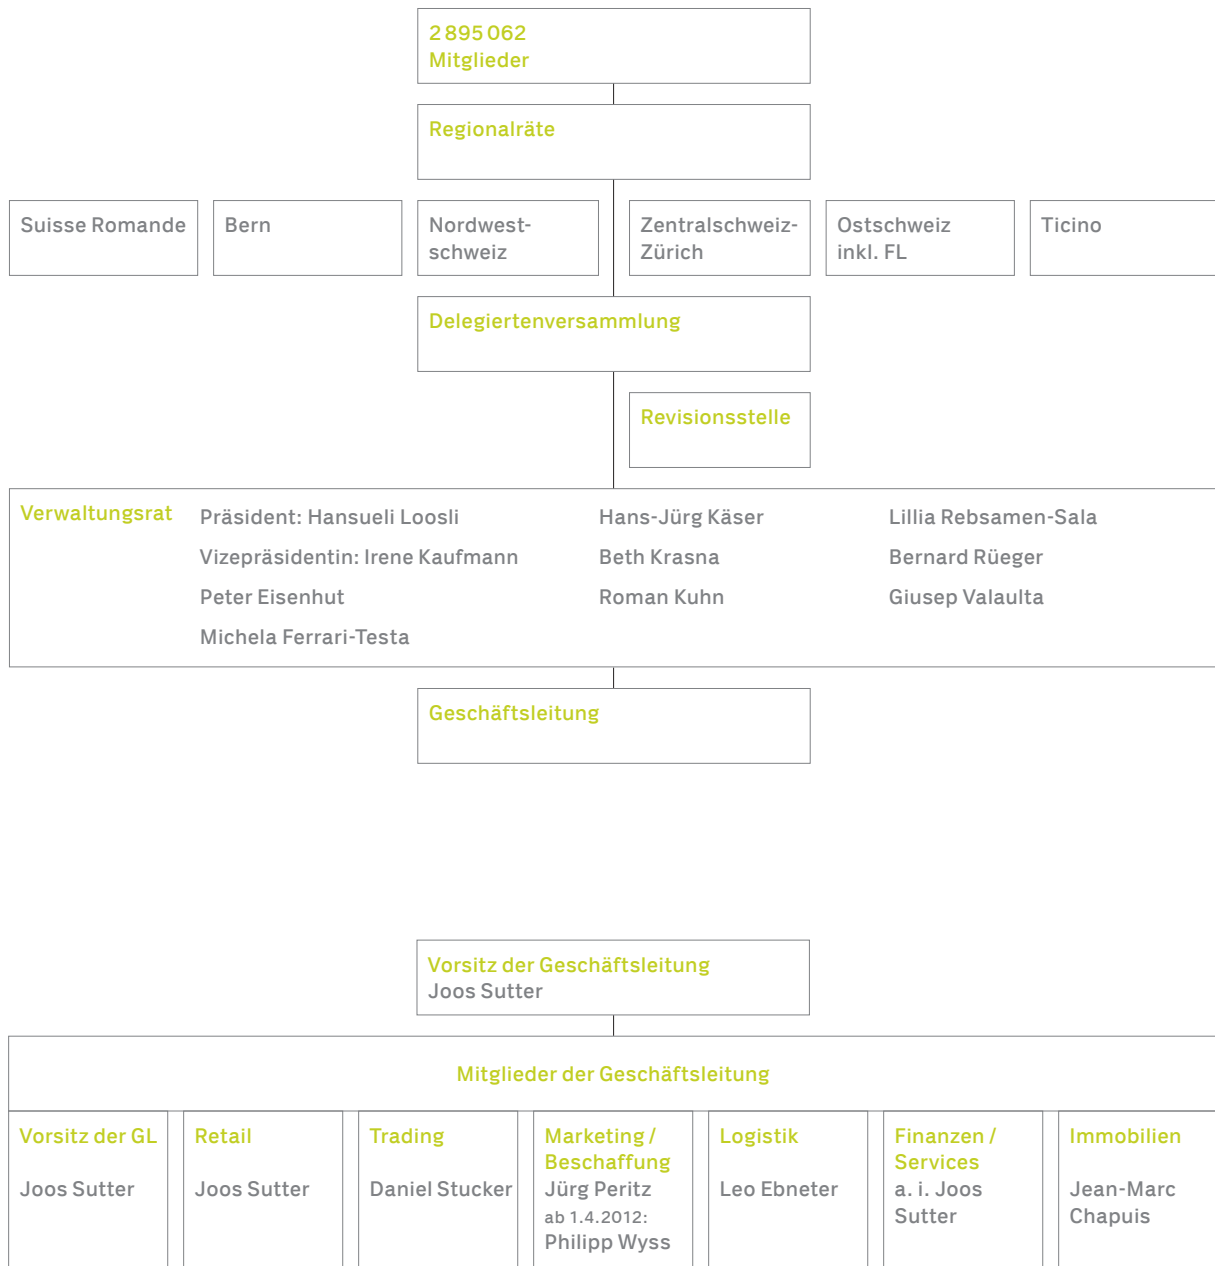 2 895 062
Mitglieder
Regionalräte
Suisse Romande
Bern
Nordwest-
schweiz
Zentralschweiz-
Zürich
Ostschweiz
inkl. FL
Ticino
Delegiertenversammlung
Revisionsstelle
Verwaltungsrat
Präsident: Hansueli Loosli
Vizepräsidentin: Irene Kaufmann
Peter Eisenhut
Michela Ferrari-Testa
Hans-Jürg Käser
Beth Krasna
Roman Kuhn
Lillia Rebsamen-Sala
Bernard Rüeger
Giusep Valaulta
Geschäftsleitung
Vorsitz der Geschäftsleitung
Joos Sutter
Mitglieder der Geschäftsleitung
Vorsitz der GL
Joos Sutter
Retail
Joos Sutter
Trading
Daniel Stucker
Marketing /
Beschaffung
Jürg Peritz
ab 1.4.2012:
Philipp Wyss
Logistik
Leo Ebneter
Finanzen /
Services
a. i. Joos
Sutter
Immobilien
Jean-Marc
Chapuis